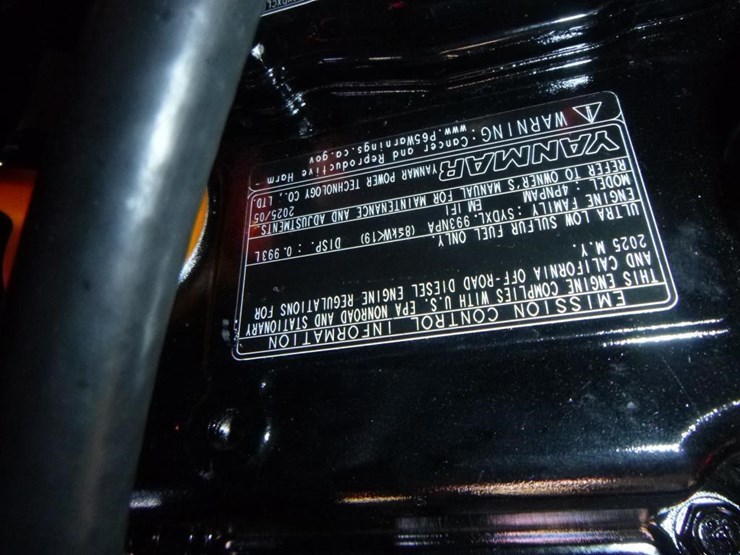 EMISSION CONTROL INFORMATION
THIS ENGINE COMPLIES WITH U.S. EPA NONROAD AND STATIONARY
AND CALIFORNIA OFF-ROAD DIESEL ENGINE REGULATIONS FOR
2025 M.Y.
ULTRA LOW SULFUR FUEL ONLY.
ENGINE FAMILY : SYDXL.993NPA (8≤kW<19) DISP. : 0.993 L
MODEL : 4PNPAM EM IFI
REFER TO OWNER'S MANUAL FOR MAINTENANCE AND ADJUSTMENTS
2025/05
YANMAR YANMAR POWER TECHNOLOGY CO., LTD.
WARNING: Cancer and Reproductive Harm -
www.P65Warnings.ca.gov